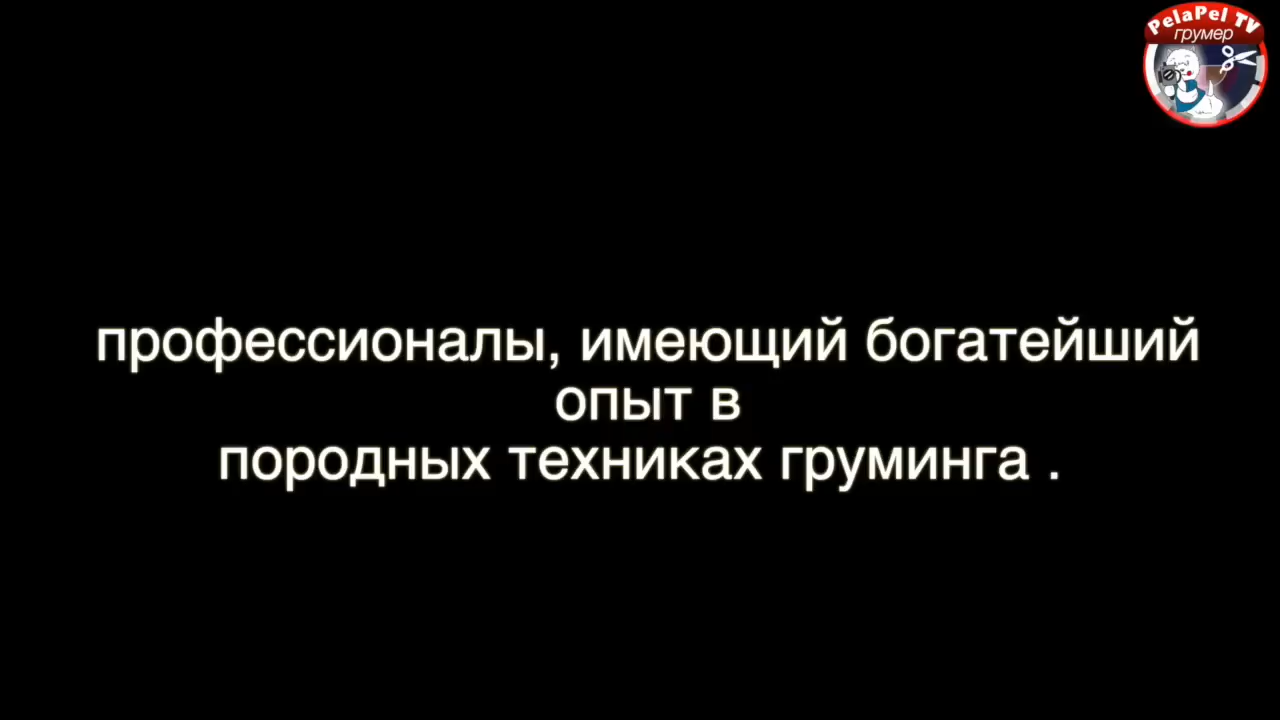 PelaPel TV
грумер
профессионалы, имеющий богатейший
опыт в
породных техниках груминга .